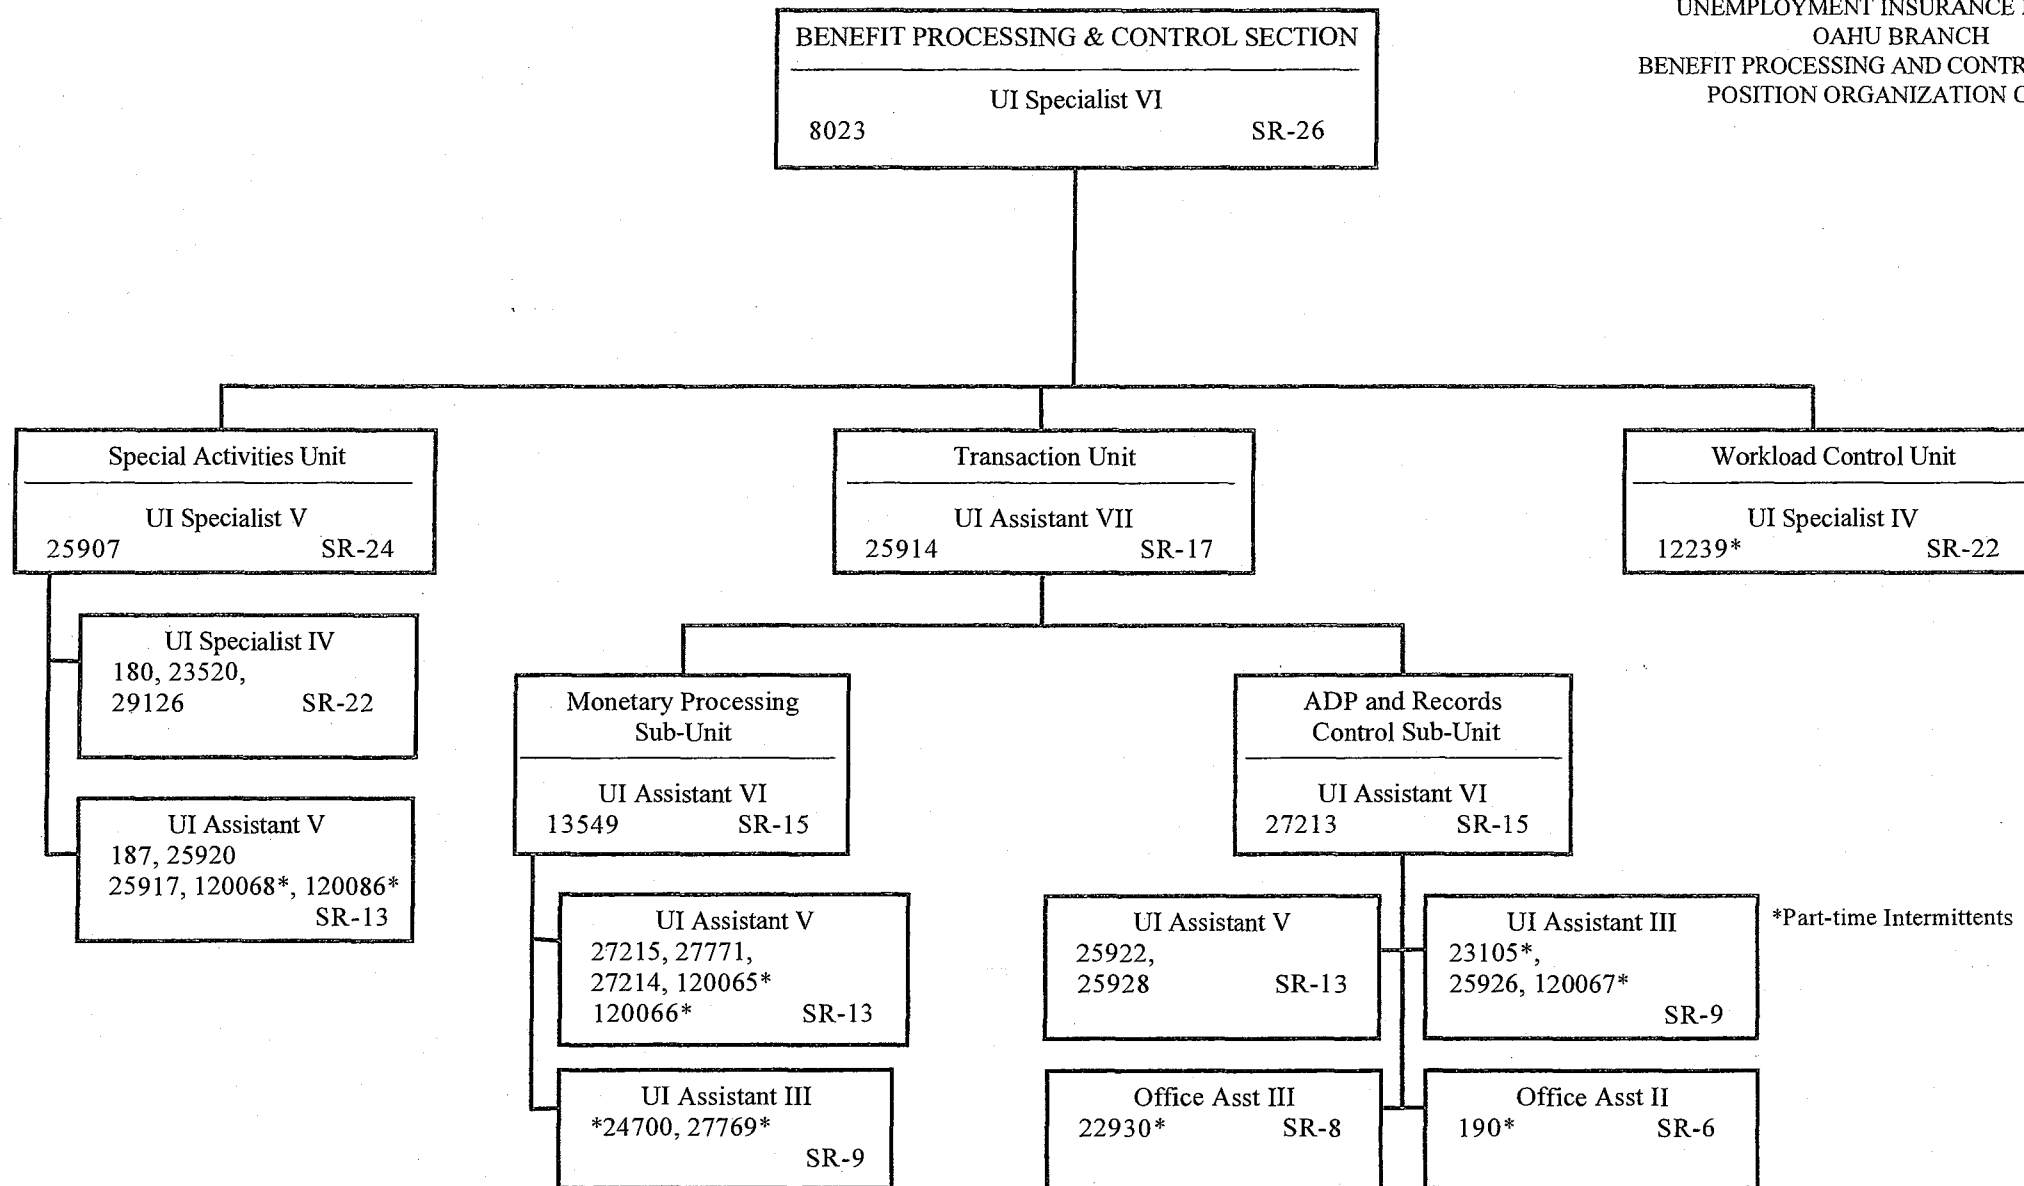 UNEMPLOYMENT INSURANCE
OAHU BRANCH
BENEFIT PROCESSING AND
POSITION ORGANIZATION
BENEFIT PROCESSING & CONTROL SECTION
UI Specialist VI
8023 SR-26
Special Activities Unit
UI Specialist V
25907 SR-24
Transaction Unit
UI Assistant VII
25914 SR-17
Workload Control Unit
UI Specialist IV
12239* SR-22
UI Specialist IV
180, 23520,
29126 SR-22
UI Assistant V
187, 25920
25917, 120068*, 120086*
SR-13
Monetary Processing
Sub-Unit
UI Assistant VI
13549 SR-15
ADP and Records
Control Sub-Unit
UI Assistant VI
27213 SR-15
UI Assistant V
27215, 27771,
27214, 120065*
120066* SR-13
UI Assistant III
*24700, 27769*
SR-9
UI Assistant V
25922,
25928 SR-13
UI Assistant III
23105*,
25926, 120067*
SR-9
*Part-time Intermittents
Office Asst III
22930* SR-8
Office Asst II
190* SR-6